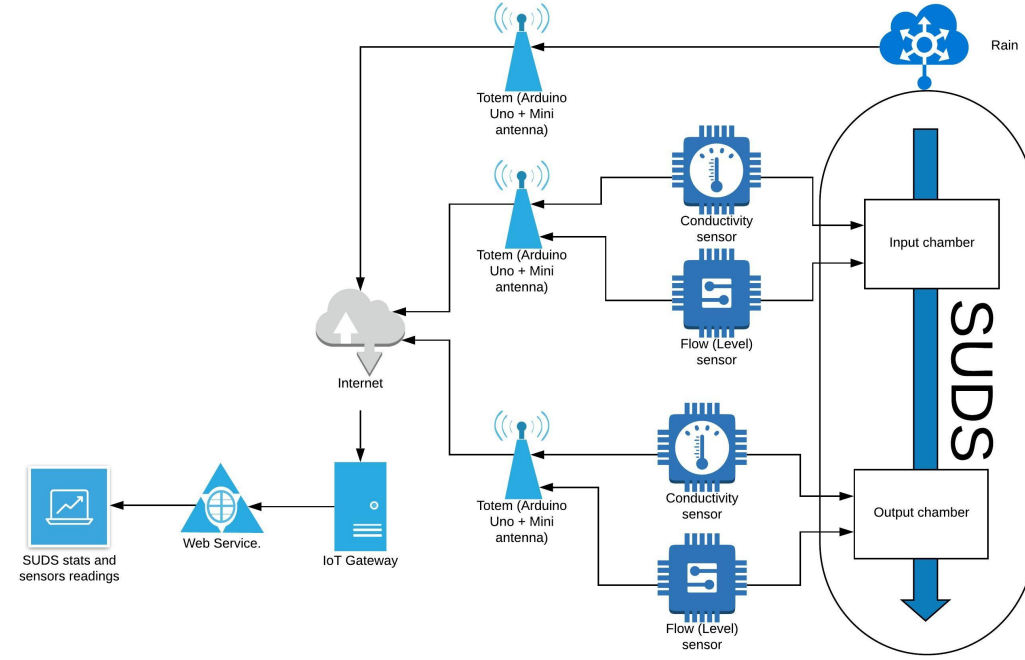 Rain
Totem (Arduino
Uno + Mini
antenna)
Conductivity
sensor
Totem (Arduino
Uno + Mini
antenna)
Input chamber
Flow (Level)
sensor
SUDS
Internet
Conductivity
sensor
Totem (Arduino
Uno + Mini
antenna)
Output chamber
Web Service.
SUDS stats and
sensors readings
IoT Gateway
Flow (Level)
sensor